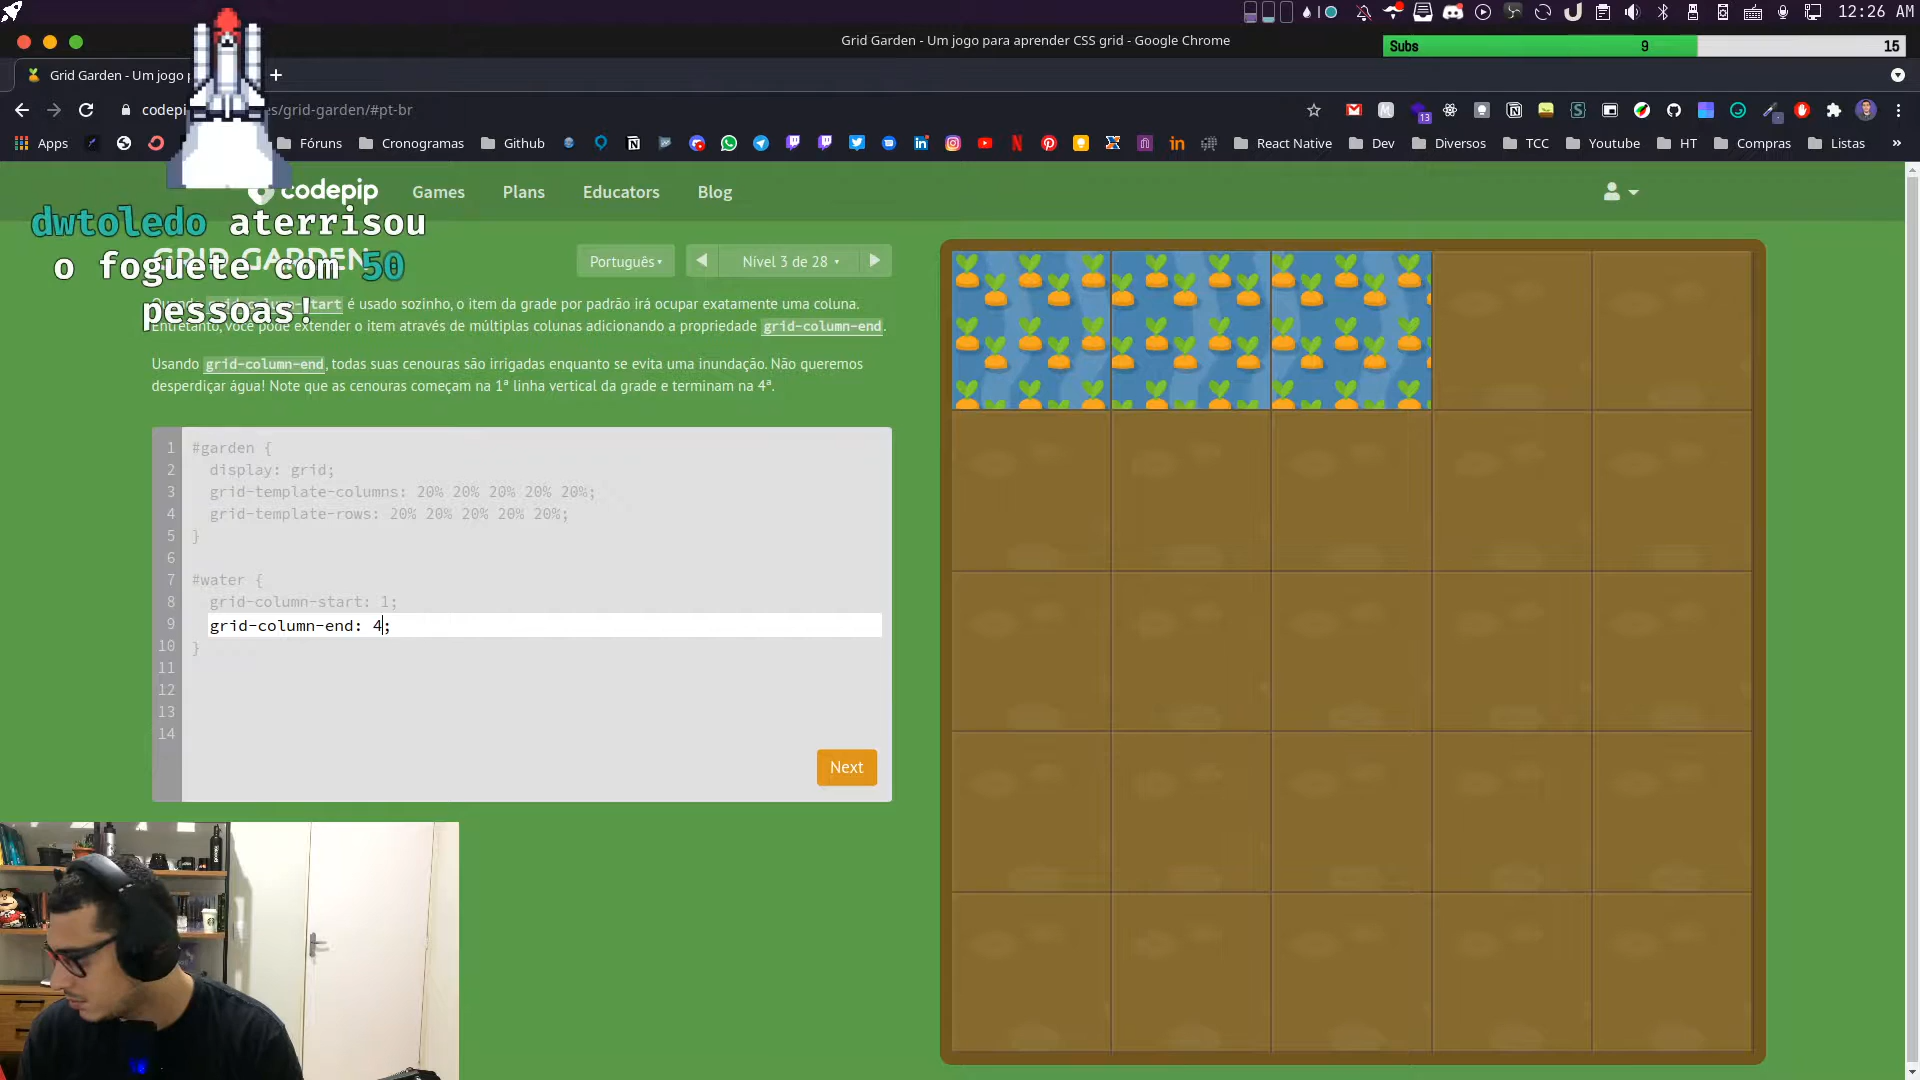 12:26 AM
Grid Garden - Um jogo para aprender CSS grid - Google Chrome
Subs 9 15
Grid Garden - Um jogo p
codepi
es/grid-garden/#pt-br
13
Apps
Fóruns
Cronogramas
Github
React Native
Dev
Diversos
TCC
Youtube
HT
Compras
Listas
codepip
Games
Plans
Educators
Blog
dwtoledo aterrisou
o foguete com 50
pessoas!
GRID GARDEN
Português
Nível 3 de 28
é usado sozinho, o item da grade por padrão irá ocupar exatamente uma coluna.
Entretanto, você pode extender o item através de múltiplas colunas adicionando a propriedade grid-column-end.
Usando grid-column-end, todas suas cenouras são irrigadas enquanto se evita uma inundação. Não queremos
desperdiçar água! Note que as cenouras começam na 1ª linha vertical da grade e terminam na 4ª.
1 #garden {
2 display: grid;
3 grid-template-columns: 20% 20% 20% 20% 20%;
4 grid-template-rows: 20% 20% 20% 20% 20%;
5 }
6
7 #water {
8 grid-column-start: 1;
9 grid-column-end: 4;
10 }
11
12
13
14
Next